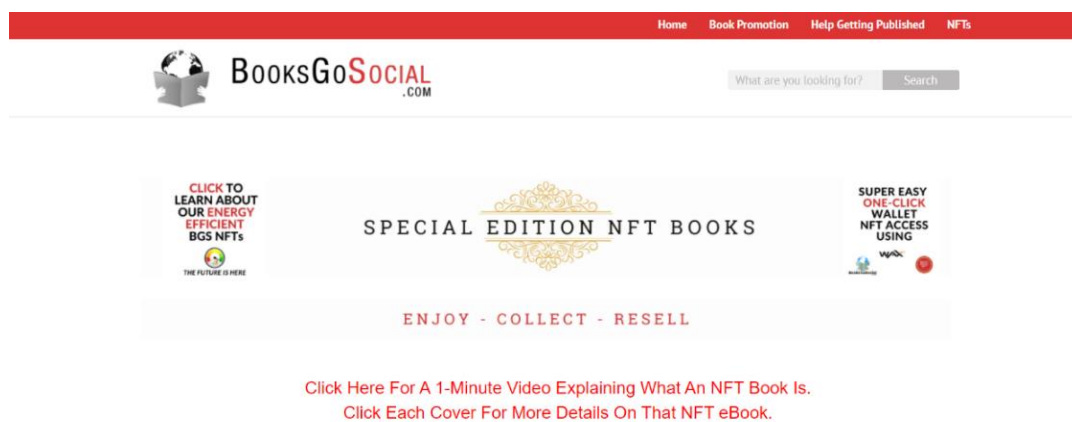 Home Book Promotion Help Getting Published NFTs
BOOKSGOSOCIAL
.COM
What are you looking for? Search
CLICK TO
LEARN ABOUT
OUR ENERGY
EFFICIENT
BGS NFTs
THE FUTURE IS HERE
SPECIAL EDITION NFT BOOKS
SUPER EASY
ONE-CLICK
WALLET
NFT ACCESS
USING
WAX
ENJOY - COLLECT - RESELL
Click Here For A 1-Minute Video Explaining What An NFT Book Is.
Click Each Cover For More Details On That NFT eBook.